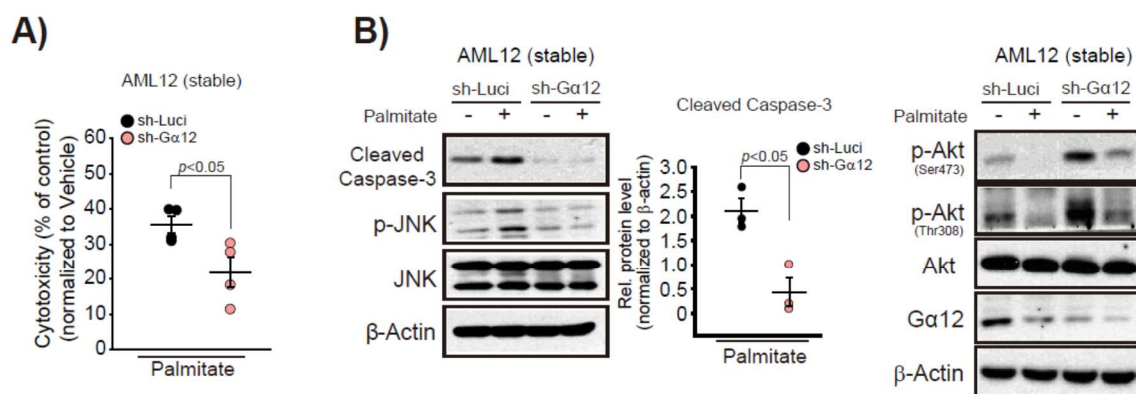 A)
AML12 (stable)
sh-Luci
sh-Gα12
Cytotoxicity (% of control)
(normalized to Vehicle)
60
50
40
30
20
10
0
p<0.05
Palmitate
B)
AML12 (stable)
sh-Luci sh-Gα12
Palmitate - + - +
Cleaved
Caspase-3
p-JNK
JNK
β-Actin
Cleaved Caspase-3
sh-Luci
sh-Gα12
Rel. protein level
(normalized to β-actin)
3.0
2.5
2.0
1.5
1.0
0.5
0
p<0.05
Palmitate
AML12 (stable)
sh-Luci sh-Gα12
Palmitate - + - +
p-Akt
(Ser473)
p-Akt
(Thr308)
Akt
Gα12
β-Actin